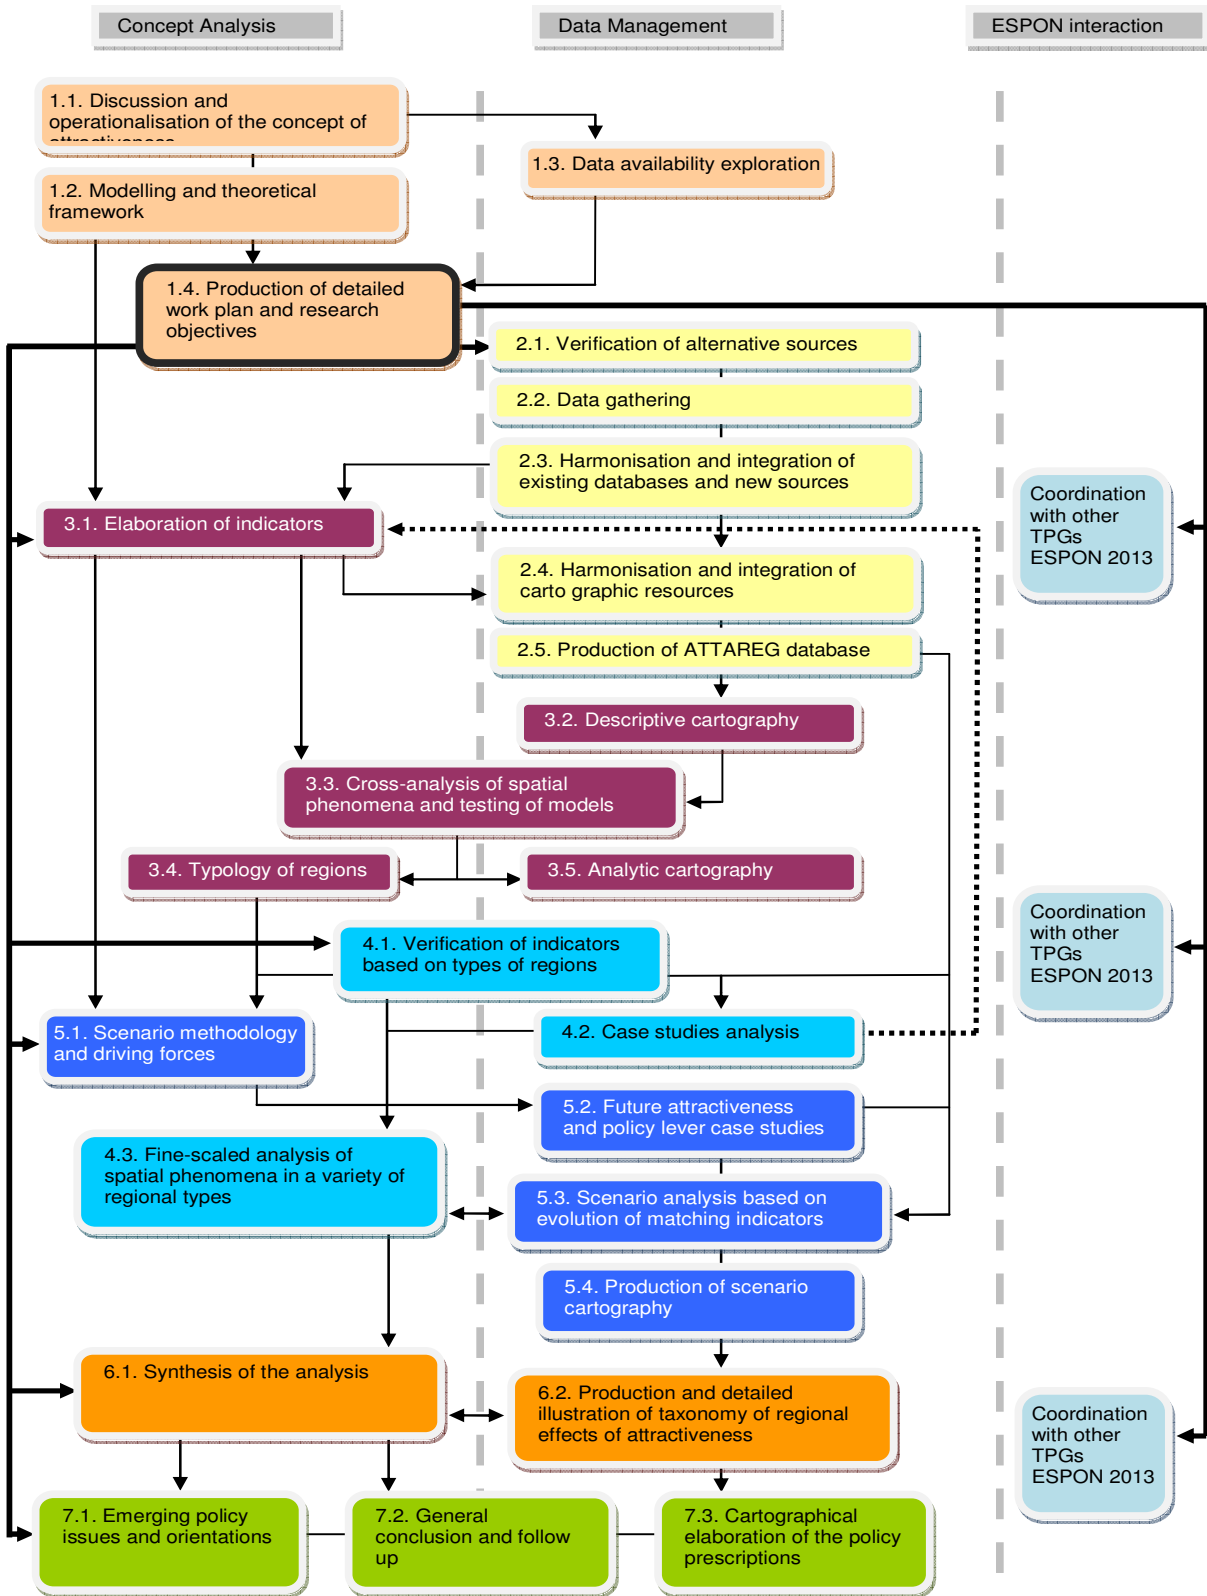 Concept Analysis
Data Management
ESPON interaction
1.1. Discussion and
operationalisation of the concept of
attractiveness
1.3. Data availability exploration
1.2. Modelling and theoretical
framework
1.4. Production of detailed
work plan and research
objectives
2.1. Verification of alternative sources
2.2. Data gathering
2.3. Harmonisation and integration of
existing databases and new sources
Coordination
with other
TPGs
ESPON 2013
3.1. Elaboration of indicators
2.4. Harmonisation and integration of
carto graphic resources
2.5. Production of ATTAREG database
3.2. Descriptive cartography
3.3. Cross-analysis of spatial
phenomena and testing of models
3.4. Typology of regions
3.5. Analytic cartography
Coordination
with other
TPGs
ESPON 2013
4.1. Verification of indicators
based on types of regions
5.1. Scenario methodology
and driving forces
4.2. Case studies analysis
5.2. Future attractiveness
and policy lever case studies
4.3. Fine-scaled analysis of
spatial phenomena in a variety of
regional types
5.3. Scenario analysis based on
evolution of matching indicators
5.4. Production of scenario
cartography
6.1. Synthesis of the analysis
6.2. Production and detailed
illustration of taxonomy of regional
effects of attractiveness
Coordination
with other
TPGs
ESPON 2013
7.1. Emerging policy
issues and orientations
7.2. General
conclusion and follow
up
7.3. Cartographical
elaboration of the policy
prescriptions